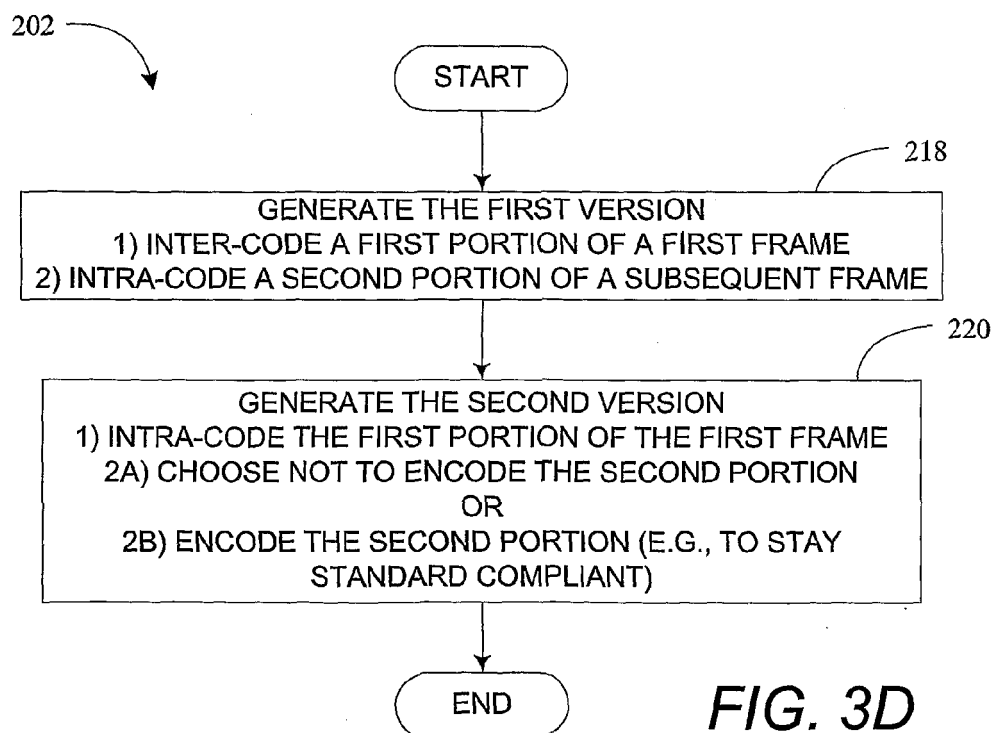 202
START
218
GENERATE THE FIRST VERSION
1) INTER-CODE A FIRST PORTION OF A FIRST FRAME
2) INTRA-CODE A SECOND PORTION OF A SUBSEQUENT FRAME
220
GENERATE THE SECOND VERSION
1) INTRA-CODE THE FIRST PORTION OF THE FIRST FRAME
2A) CHOOSE NOT TO ENCODE THE SECOND PORTION
OR
2B) ENCODE THE SECOND PORTION (E.G., TO STAY
STANDARD COMPLIANT)
END
FIG. 3D